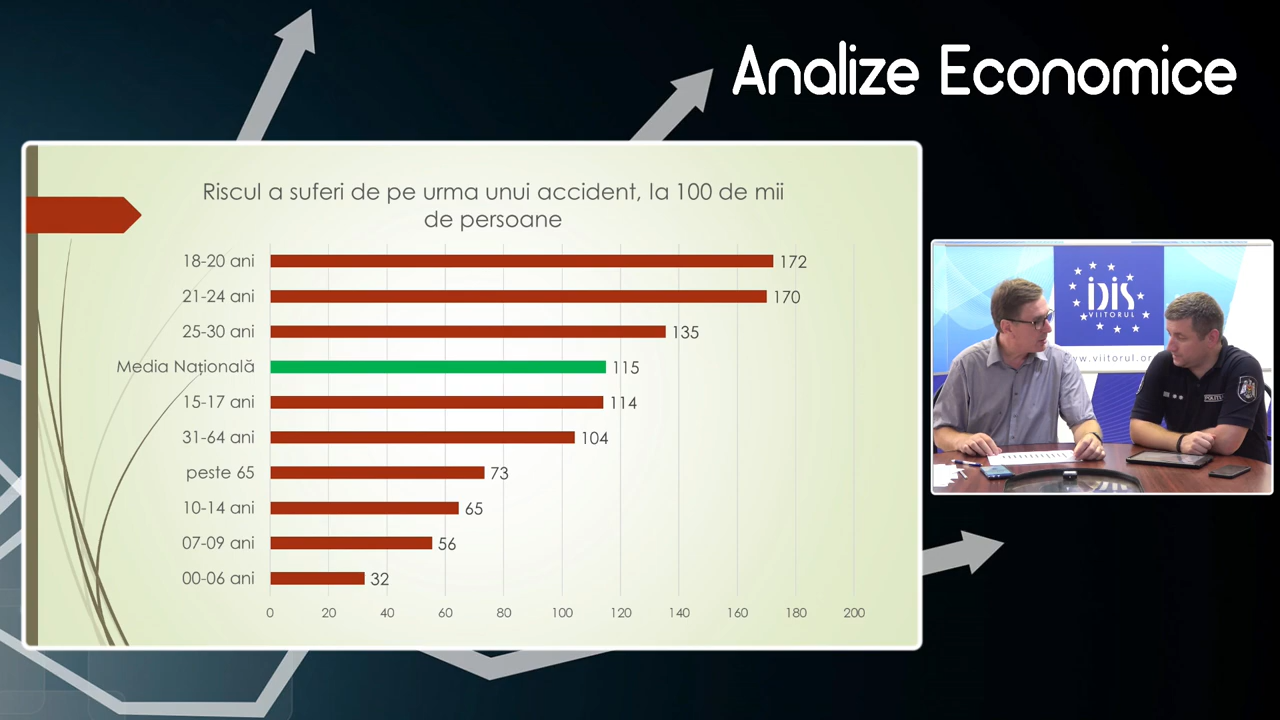 Analize Economice
Riscul a suferi de pe urma unui accident, la 100 de mii
de persoane
18-20 ani 172
21-24 ani 170
25-30 ani 135
Media Națională 115
15-17 ani 114
31-64 ani 104
peste 65 73
10-14 ani 65
07-09 ani 56
00-06 ani 32
0 20 40 60 80 100 120 140 160 180 200
IDIS
VIITORUL
www.viitorul.org